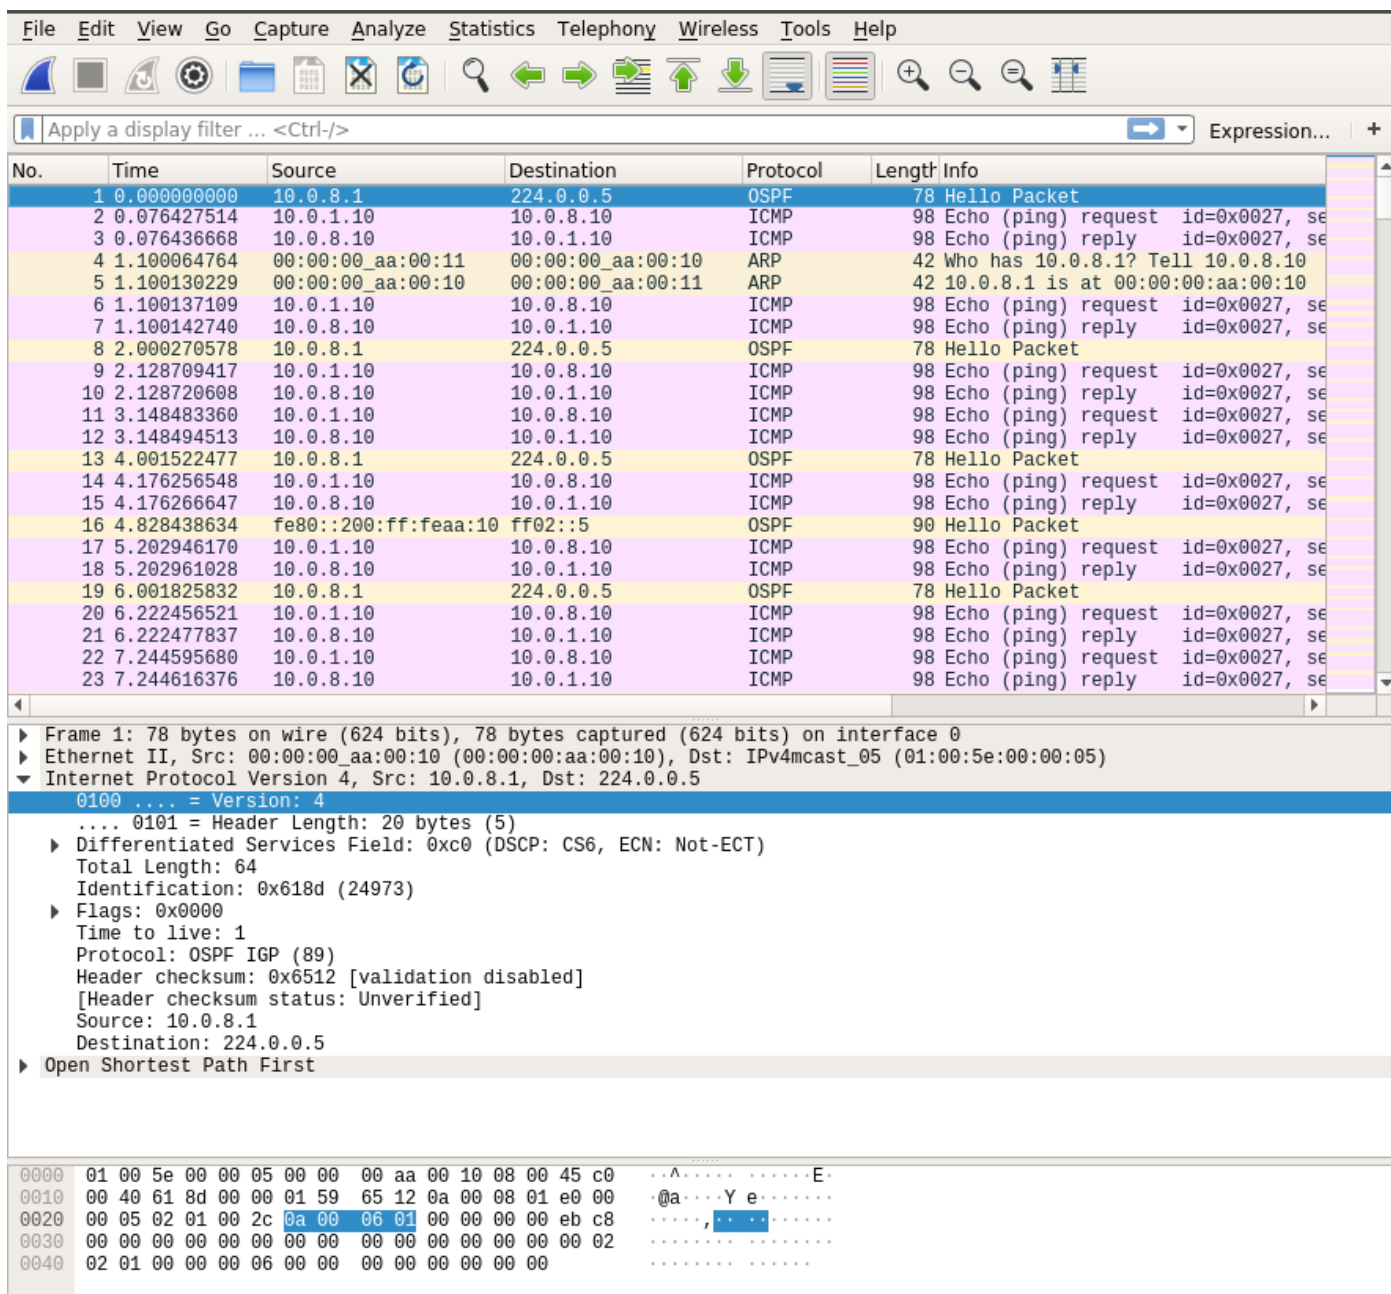 File Edit View Go Capture Analyze Statistics Telephony Wireless Tools Help
Apply a display filter ... <Ctrl-/> Expression... +
No. Time Source Destination Protocol Length Info
1 0.000000000 10.0.8.1 224.0.0.5 OSPF 78 Hello Packet
2 0.076427514 10.0.1.10 10.0.8.10 ICMP 98 Echo (ping) request id=0x0027, se
3 0.076436668 10.0.8.10 10.0.1.10 ICMP 98 Echo (ping) reply id=0x0027, se
4 1.100064764 00:00:00_aa:00:11 00:00:00_aa:00:10 ARP 42 Who has 10.0.8.1? Tell 10.0.8.10
5 1.100130229 00:00:00_aa:00:10 00:00:00_aa:00:11 ARP 42 10.0.8.1 is at 00:00:00:aa:00:10
6 1.100137109 10.0.1.10 10.0.8.10 ICMP 98 Echo (ping) request id=0x0027, se
7 1.100142740 10.0.8.10 10.0.1.10 ICMP 98 Echo (ping) reply id=0x0027, se
8 2.000270578 10.0.8.1 224.0.0.5 OSPF 78 Hello Packet
9 2.128709417 10.0.1.10 10.0.8.10 ICMP 98 Echo (ping) request id=0x0027, se
10 2.128720608 10.0.8.10 10.0.1.10 ICMP 98 Echo (ping) reply id=0x0027, se
11 3.148483360 10.0.1.10 10.0.8.10 ICMP 98 Echo (ping) request id=0x0027, se
12 3.148494513 10.0.8.10 10.0.1.10 ICMP 98 Echo (ping) reply id=0x0027, se
13 4.001522477 10.0.8.1 224.0.0.5 OSPF 78 Hello Packet
14 4.176256548 10.0.1.10 10.0.8.10 ICMP 98 Echo (ping) request id=0x0027, se
15 4.176266647 10.0.8.10 10.0.1.10 ICMP 98 Echo (ping) reply id=0x0027, se
16 4.828438634 fe80::200:ff:feaa:10 ff02::5 OSPF 90 Hello Packet
17 5.202946170 10.0.1.10 10.0.8.10 ICMP 98 Echo (ping) request id=0x0027, se
18 5.202961028 10.0.8.10 10.0.1.10 ICMP 98 Echo (ping) reply id=0x0027, se
19 6.001825832 10.0.8.1 224.0.0.5 OSPF 78 Hello Packet
20 6.222456521 10.0.1.10 10.0.8.10 ICMP 98 Echo (ping) request id=0x0027, se
21 6.222477837 10.0.8.10 10.0.1.10 ICMP 98 Echo (ping) reply id=0x0027, se
22 7.244595680 10.0.1.10 10.0.8.10 ICMP 98 Echo (ping) request id=0x0027, se
23 7.244616376 10.0.8.10 10.0.1.10 ICMP 98 Echo (ping) reply id=0x0027, se
Frame 1: 78 bytes on wire (624 bits), 78 bytes captured (624 bits) on interface 0
Ethernet II, Src: 00:00:00_aa:00:10 (00:00:00:aa:00:10), Dst: IPv4mcast_05 (01:00:5e:00:00:05)
Internet Protocol Version 4, Src: 10.0.8.1, Dst: 224.0.0.5
0100 .... = Version: 4
.... 0101 = Header Length: 20 bytes (5)
Differentiated Services Field: 0xc0 (DSCP: CS6, ECN: Not-ECT)
Total Length: 64
Identification: 0x618d (24973)
Flags: 0x0000
Time to live: 1
Protocol: OSPF IGP (89)
Header checksum: 0x6512 [validation disabled]
[Header checksum status: Unverified]
Source: 10.0.8.1
Destination: 224.0.0.5
Open Shortest Path First
0000 01 00 5e 00 00 05 00 00 00 aa 00 10 08 00 45 c0 ··^····· ······E·
0010 00 40 61 8d 00 00 01 59 65 12 0a 00 08 01 e0 00 ·@a····Y e·······
0020 00 05 02 01 00 2c 0a 00 06 01 00 00 00 00 eb c8 ·····,·· ········
0030 00 00 00 00 00 00 00 00 00 00 00 00 00 00 00 02 ········ ········
0040 02 01 00 00 00 06 00 00 00 00 00 00 00 00 ········ ······